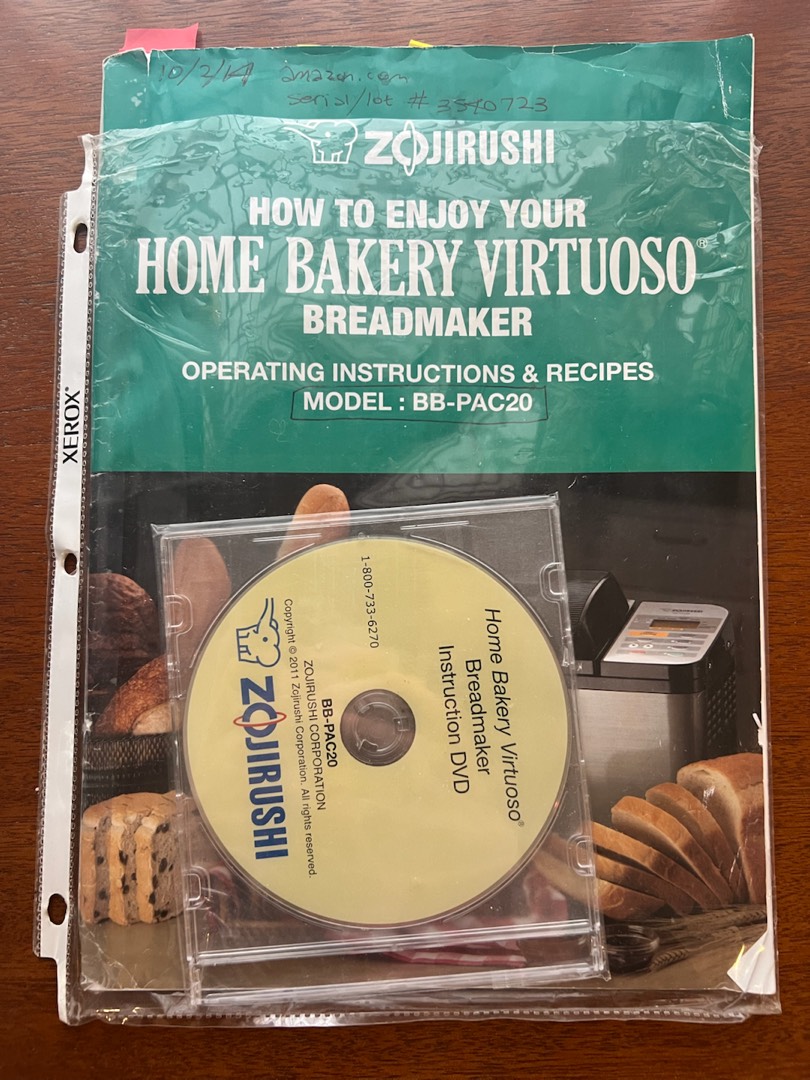 10/2/14 amazon.com
serial/lot # 3540723
ZOJIRUSHI
HOW TO ENJOY YOUR
HOME BAKERY VIRTUOSO®
BREADMAKER
OPERATING INSTRUCTIONS & RECIPES
MODEL : BB-PAC20
XEROX®
Home Bakery Virtuoso®
Breadmaker
Instruction DVD
1-800-733-6270
BB-PAC20
ZOJIRUSHI CORPORATION
Copyright © 2011 Zojirushi Corporation. All rights reserved.
ZOJIRUSHI